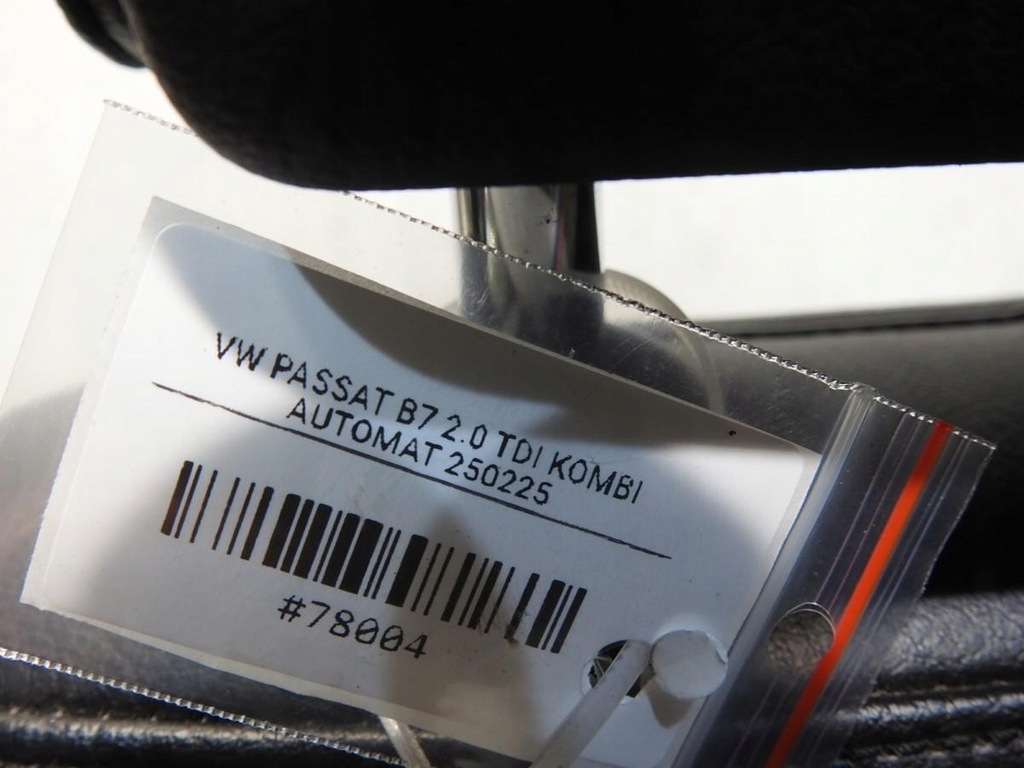 VW PASSAT B7 2.0 TDI KOMBI
AUTOMAT 250225
#78004